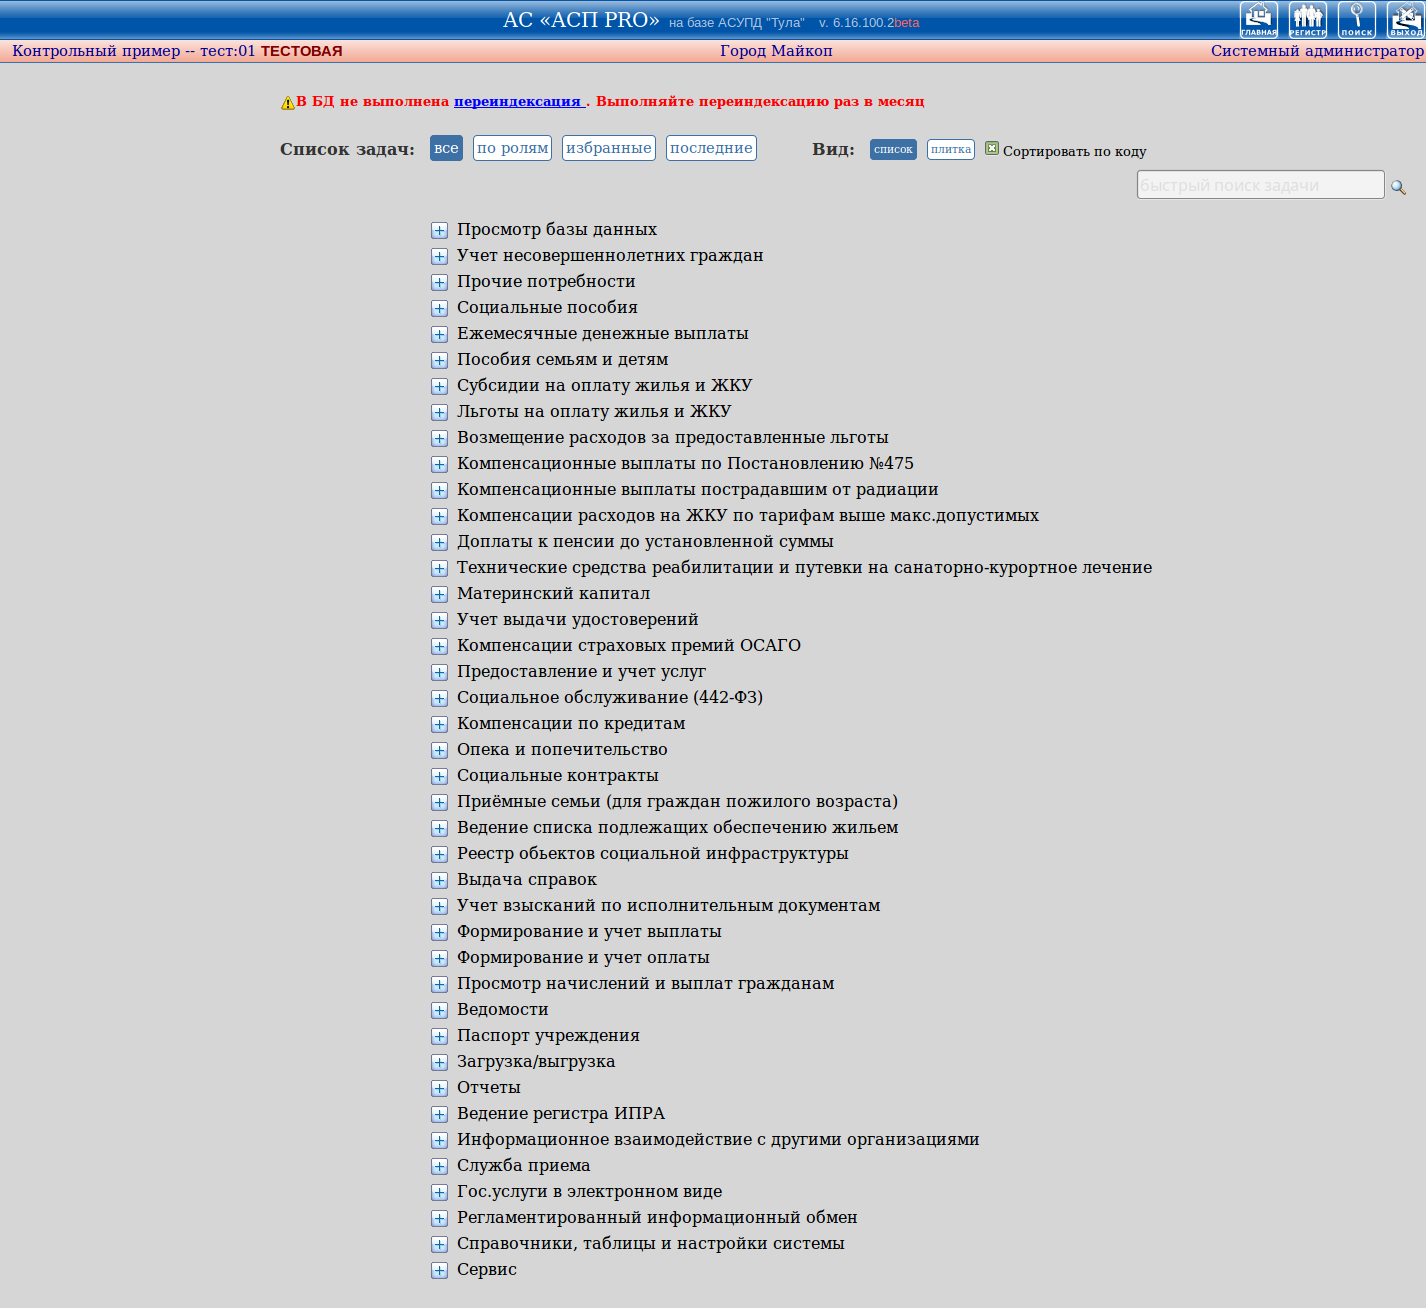 АС «АСП PRO» на базе АСУПД "Тула" v. 6.16.100.2beta
ГЛАВНАЯ РЕГИСТР ПОИСК ВЫХОД
Контрольный пример -- тест:01 ТЕСТОВАЯ Город Майкоп Системный администратор
В БД не выполнена переиндексация . Выполняйте переиндексацию раз в месяц
Список задач: все по ролям избранные последние Вид: список плитка Сортировать по коду
быстрый поиск задачи
Просмотр базы данных
Учет несовершеннолетних граждан
Прочие потребности
Социальные пособия
Ежемесячные денежные выплаты
Пособия семьям и детям
Субсидии на оплату жилья и ЖКУ
Льготы на оплату жилья и ЖКУ
Возмещение расходов за предоставленные льготы
Компенсационные выплаты по Постановлению №475
Компенсационные выплаты пострадавшим от радиации
Компенсации расходов на ЖКУ по тарифам выше макс.допустимых
Доплаты к пенсии до установленной суммы
Технические средства реабилитации и путевки на санаторно-курортное лечение
Материнский капитал
Учет выдачи удостоверений
Компенсации страховых премий ОСАГО
Предоставление и учет услуг
Социальное обслуживание (442-ФЗ)
Компенсации по кредитам
Опека и попечительство
Социальные контракты
Приёмные семьи (для граждан пожилого возраста)
Ведение списка подлежащих обеспечению жильем
Реестр обьектов социальной инфраструктуры
Выдача справок
Учет взысканий по исполнительным документам
Формирование и учет выплаты
Формирование и учет оплаты
Просмотр начислений и выплат гражданам
Ведомости
Паспорт учреждения
Загрузка/выгрузка
Отчеты
Ведение регистра ИПРА
Информационное взаимодействие с другими организациями
Служба приема
Гос.услуги в электронном виде
Регламентированный информационный обмен
Справочники, таблицы и настройки системы
Сервис